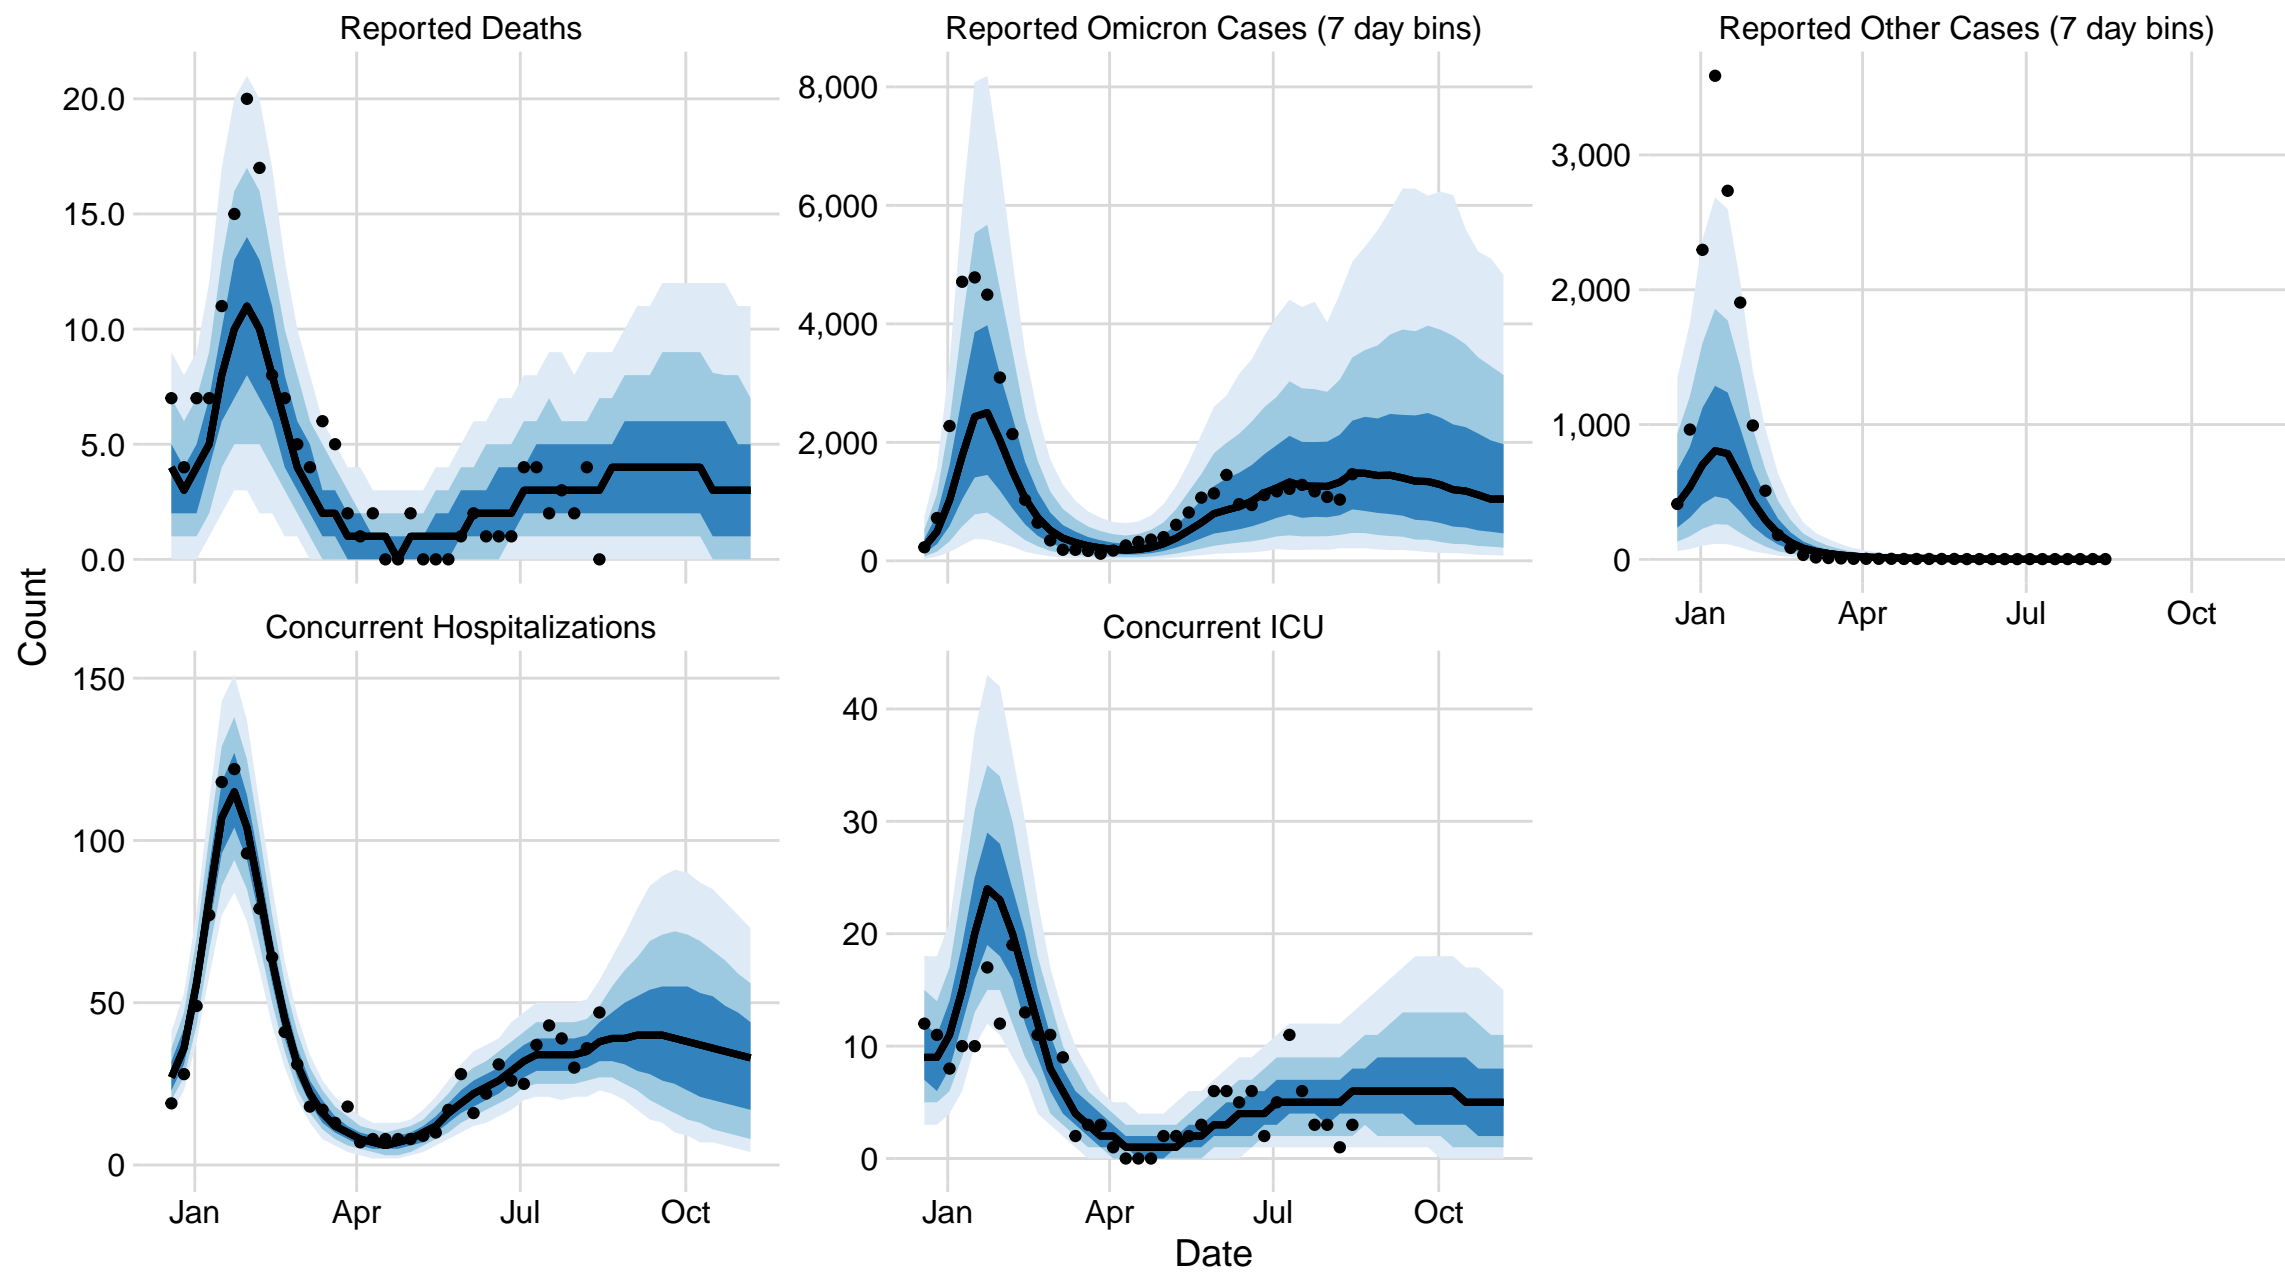 Reported Deaths
Reported Omicron Cases (7 day bins)
Reported Other Cases (7 day bins)
20.0
15.0
10.0
5.0
0.0
8,000
6,000
4,000
2,000
0
3,000
2,000
1,000
0
Jan Apr Jul Oct
Count
Concurrent Hospitalizations
Concurrent ICU
150
100
50
0
Jan Apr Jul Oct
40
30
20
10
0
Jan Apr Jul Oct
Date